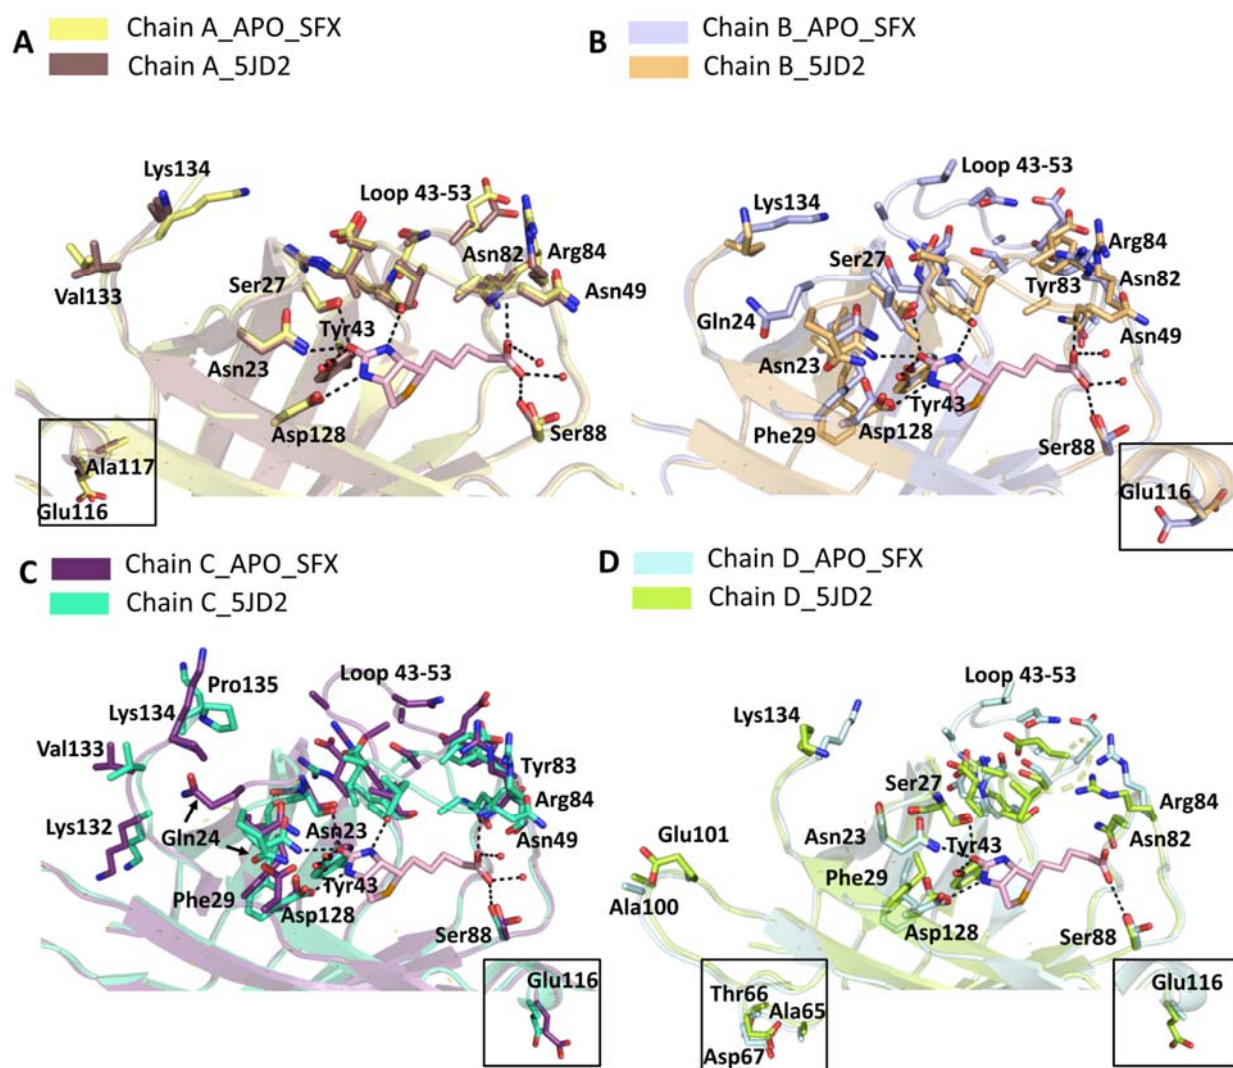 A
Chain A_APO_SFX
Chain A_5JD2
Lys134
Loop 43-53
Asn82
Arg84
Ser27
Asn49
Val133
Tyr43
Asn23
Asp128
Ser88
Ala117
Glu116
B
Chain B_APO_SFX
Chain B_5JD2
Loop 43-53
Lys134
Arg84
Ser27
Asn82
Tyr83
Gln24
Asn49
Asn23
Tyr43
Phe29
Asp128
Ser88
Glu116
C
Chain C_APO_SFX
Chain C_5JD2
Loop 43-53
Pro135
Lys134
Val133
Tyr83
Arg84
Lys132
Gln24
Asn23
Asn49
Tyr43
Phe29
Asp128
Ser88
Glu116
D
Chain D_APO_SFX
Chain D_5JD2
Loop 43-53
Lys134
Ser27
Arg84
Asn23
Asn82
Glu101
Tyr43
Phe29
Ala100
Asp128
Ser88
Thr66
Ala65
Asp67
Glu116